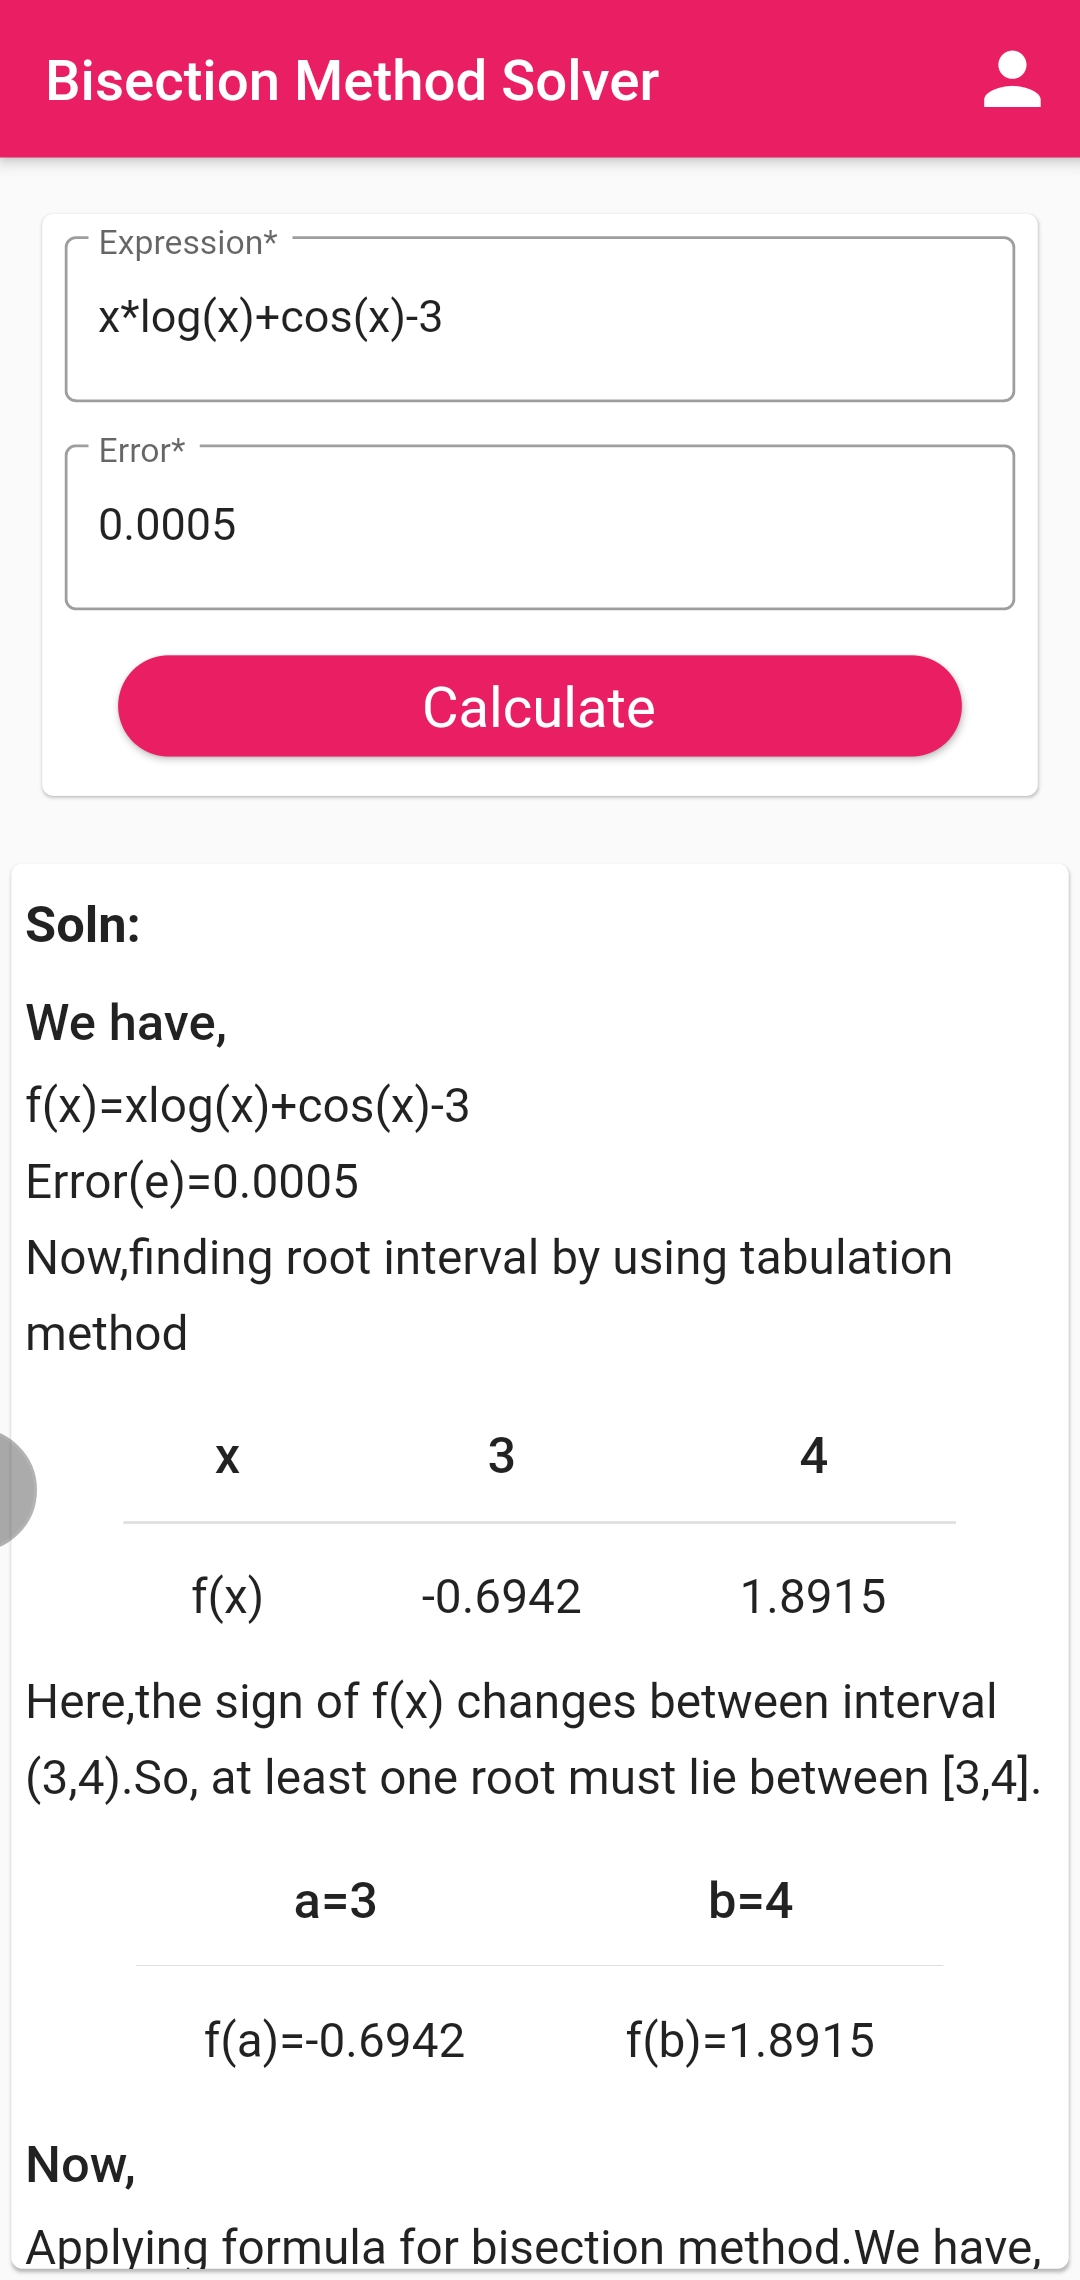 Bisection Method Solver
Expression*
x*log(x)+cos(x)-3
Error*
0.0005
Calculate
Soln:
We have,
f(x)=xlog(x)+cos(x)-3
Error(e)=0.0005
Now,finding root interval by using tabulation
method
x 3 4
f(x) -0.6942 1.8915
Here,the sign of f(x) changes between interval
(3,4).So, at least one root must lie between [3,4].
a=3 b=4
f(a)=-0.6942 f(b)=1.8915
Now,
Applying formula for bisection method.We have,